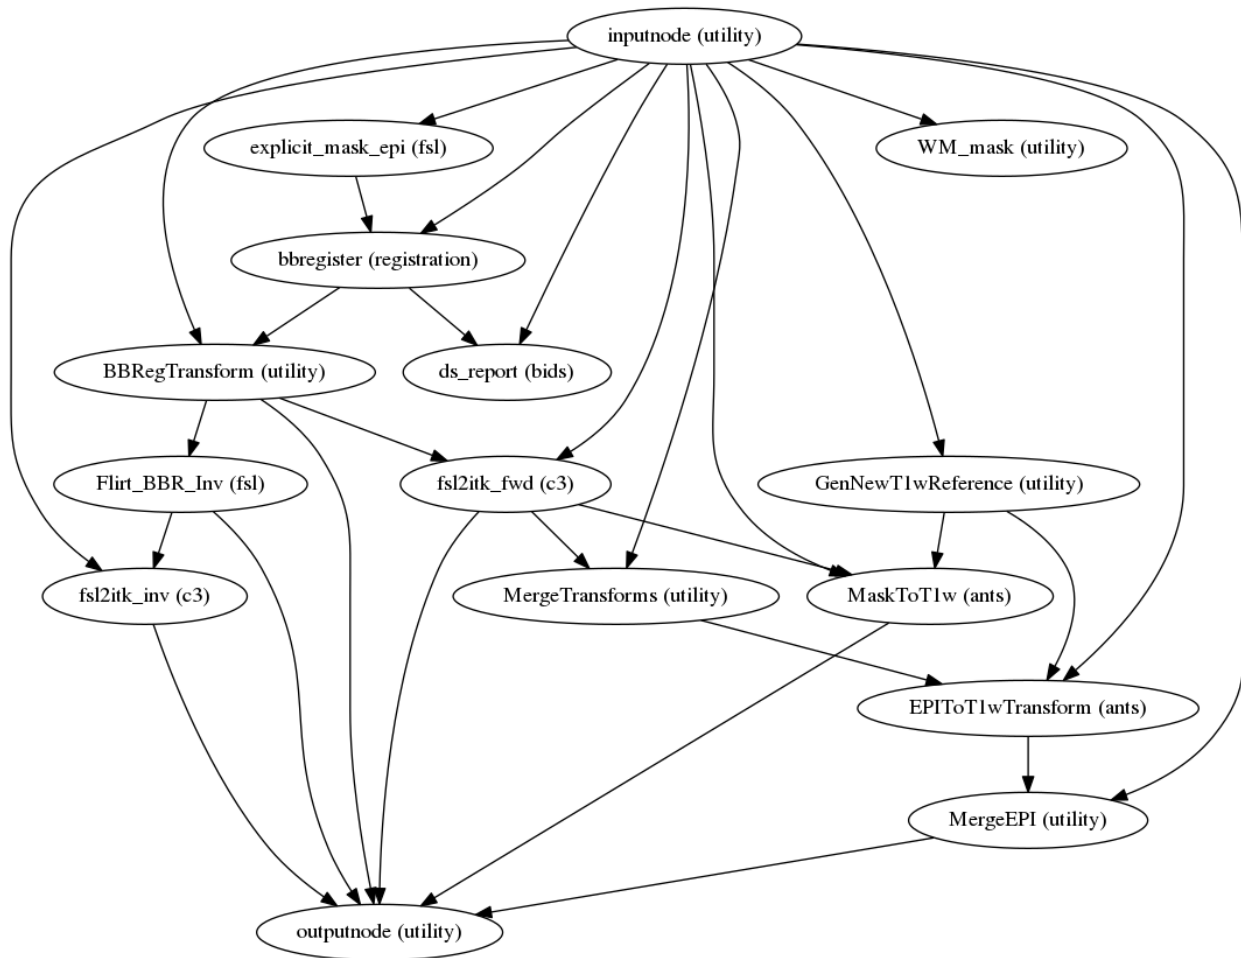 inputnode (utility)
explicit_mask_epi (fsl)
WM_mask (utility)
bbregister (registration)
BBRegTransform (utility)
ds_report (bids)
Flirt_BBR_Inv (fsl)
fsl2itk_fwd (c3)
GenNewT1wReference (utility)
fsl2itk_inv (c3)
MergeTransforms (utility)
MaskToT1w (ants)
EPIToT1wTransform (ants)
MergeEPI (utility)
outputnode (utility)